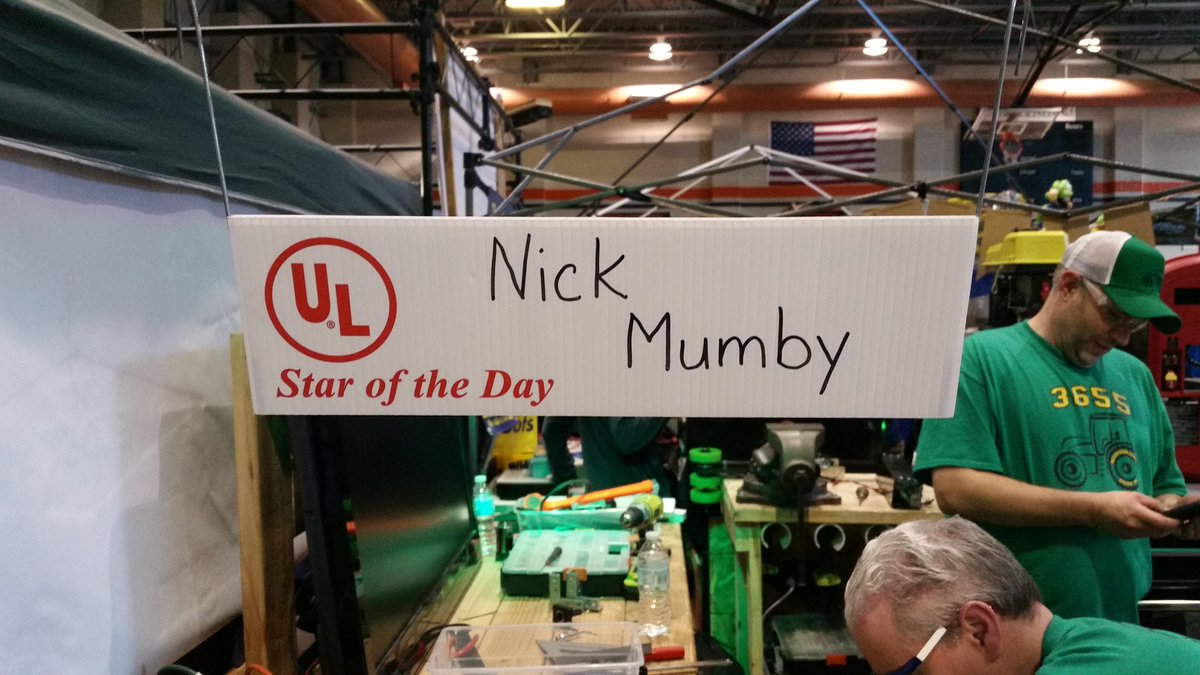 UL
®
Star of the Day
Nick
Mumby
3655